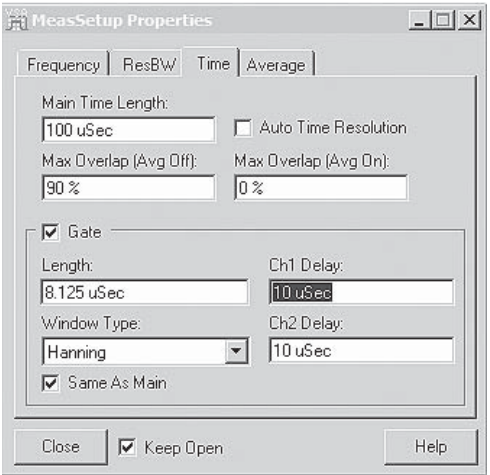 VSA MeasSetup Properties
Frequency ResBW Time Average
Main Time Length:
100 uSec Auto Time Resolution
Max Overlap (Avg Off): Max Overlap (Avg On):
90 % 0 %
Gate
Length: Ch1 Delay:
8.125 uSec 10 uSec
Window Type: Ch2 Delay:
Hanning 10 uSec
Same As Main
Close Keep Open Help